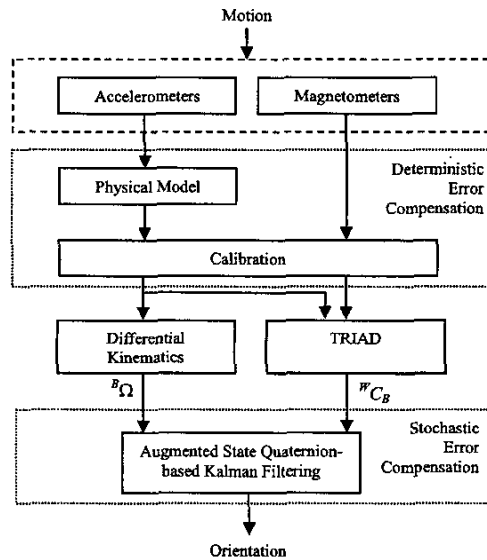 Motion
Accelerometers
Magnetometers
Physical Model
Deterministic
Error
Compensation
Calibration
Differential
Kinematics
TRIAD
ᴮΩ
ᵂC_B
Stochastic
Error
Compensation
Augmented State Quaternion-
based Kalman Filtering
Orientation